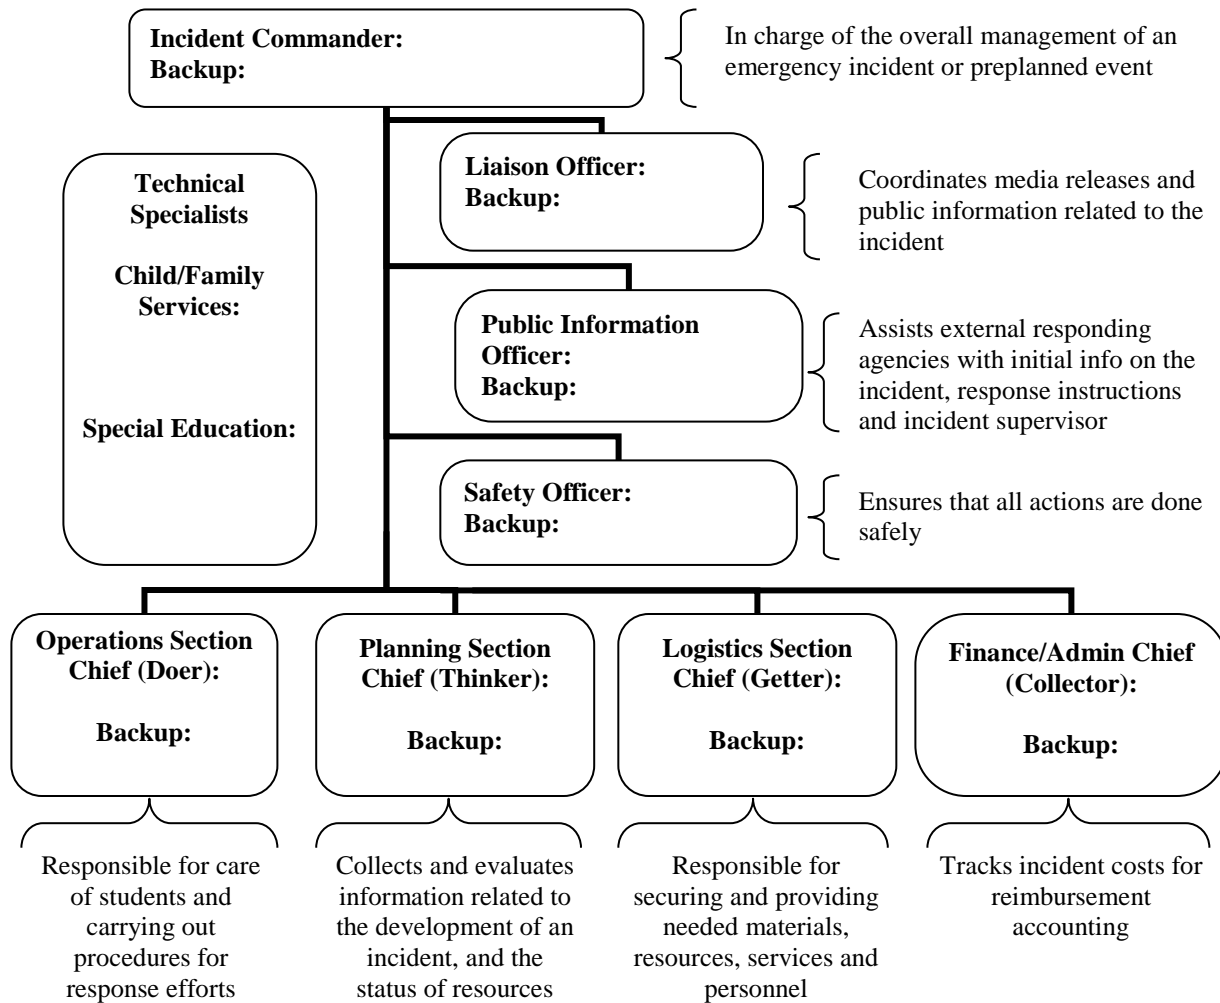 Incident Commander:
Backup:
In charge of the overall management of an
emergency incident or preplanned event
Technical
Specialists
Child/Family
Services:
Special Education:
Liaison Officer:
Backup:
Coordinates media releases and
public information related to the
incident
Public Information
Officer:
Backup:
Assists external responding
agencies with initial info on the
incident, response instructions
and incident supervisor
Safety Officer:
Backup:
Ensures that all actions are done
safely
Operations Section
Chief (Doer):
Backup:
Planning Section
Chief (Thinker):
Backup:
Logistics Section
Chief (Getter):
Backup:
Finance/Admin Chief
(Collector):
Backup:
Responsible for care
of students and
carrying out
procedures for
response efforts
Collects and evaluates
information related to
the development of an
incident, and the
status of resources
Responsible for
securing and providing
needed materials,
resources, services and
personnel
Tracks incident costs for
reimbursement
accounting